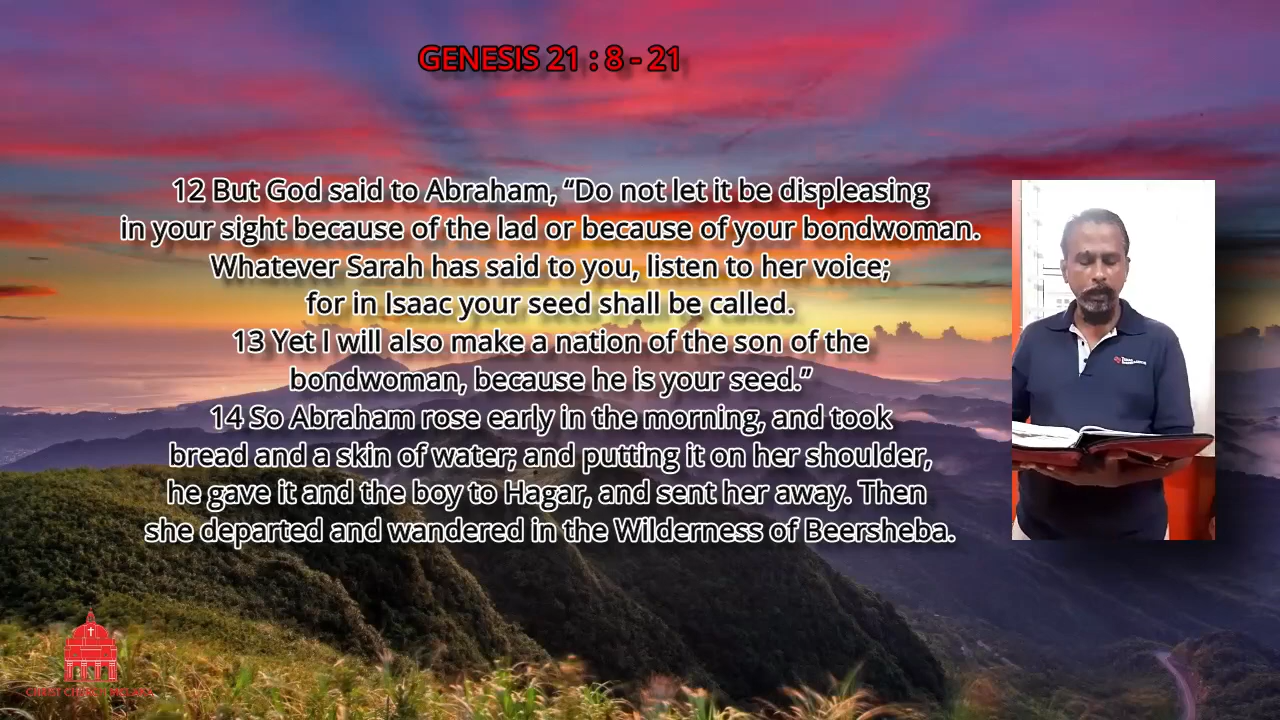 GENESIS 21 : 8 - 21
12 But God said to Abraham, “Do not let it be displeasing
in your sight because of the lad or because of your bondwoman.
Whatever Sarah has said to you, listen to her voice;
for in Isaac your seed shall be called.
13 Yet I will also make a nation of the son of the
bondwoman, because he is your seed.”
14 So Abraham rose early in the morning, and took
bread and a skin of water; and putting it on her shoulder,
he gave it and the boy to Hagar, and sent her away. Then
she departed and wandered in the Wilderness of Beersheba.
CHRIST CHURCH